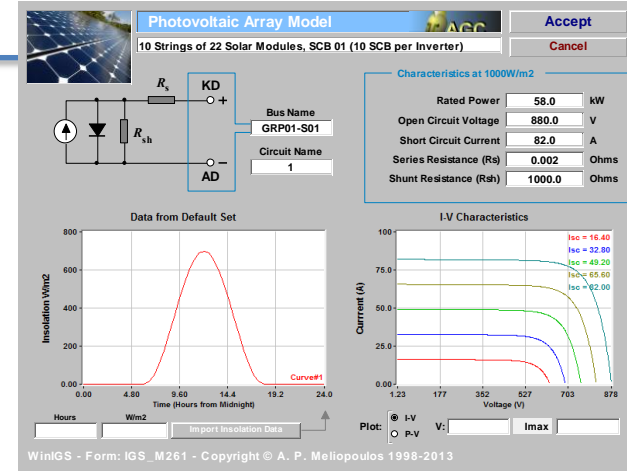 Photovoltaic Array Model
AGC
Accept
10 Strings of 22 Solar Modules, SCB 01 (10 SCB per Inverter)
Cancel
Rs
KD
+
Rsh
−
AD
Bus Name
GRP01-S01
Circuit Name
1
Characteristics at 1000W/m2
Rated Power 58.0 kW
Open Circuit Voltage 880.0 V
Short Circuit Current 82.0 A
Series Resistance (Rs) 0.002 Ohms
Shunt Resistance (Rsh) 1000.0 Ohms
Data from Default Set
Insolation W/m2
800
600
400
200
0.00
0.00 4.80 9.60 14.4 19.2 24.0
Time (Hours from Midnight)
Curve#1
I-V Characteristics
Currrent (A)
100
75.0
50.0
25.0
0.00
1.23 177 352 527 703 878
Voltage (V)
Isc = 16.40
Isc = 32.80
Isc = 49.20
Isc = 65.60
Isc = 82.00
Hours W/m2
Import Insolation Data
Plot: I-V
P-V
V: Imax
WinIGS - Form: IGS_M261 - Copyright © A. P. Meliopoulos 1998-2013